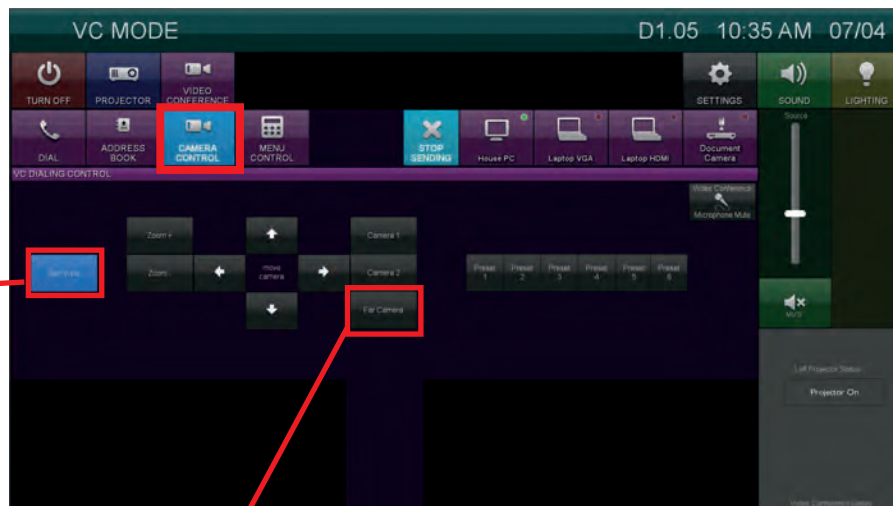 VC MODE
D1.05 10:35 AM 07/04
TURN OFF
PROJECTOR
VIDEO
CONFERENCE
SETTINGS
SOUND
LIGHTING
DIAL
ADDRESS
BOOK
CAMERA
CONTROL
MENU
CONTROL
STOP
SENDING
House PC
Laptop VGA
Laptop HDMI
Document
Camera
Source
VC DIALING CONTROL
Video Conference
Microphone Mute
Zoom +
Camera 1
Zoom -
move
camera
Camera 2
Preset
1
Preset
2
Preset
3
Preset
4
Preset
5
Preset
6
Far Camera
MUTE
Left Projector Status
Projector On